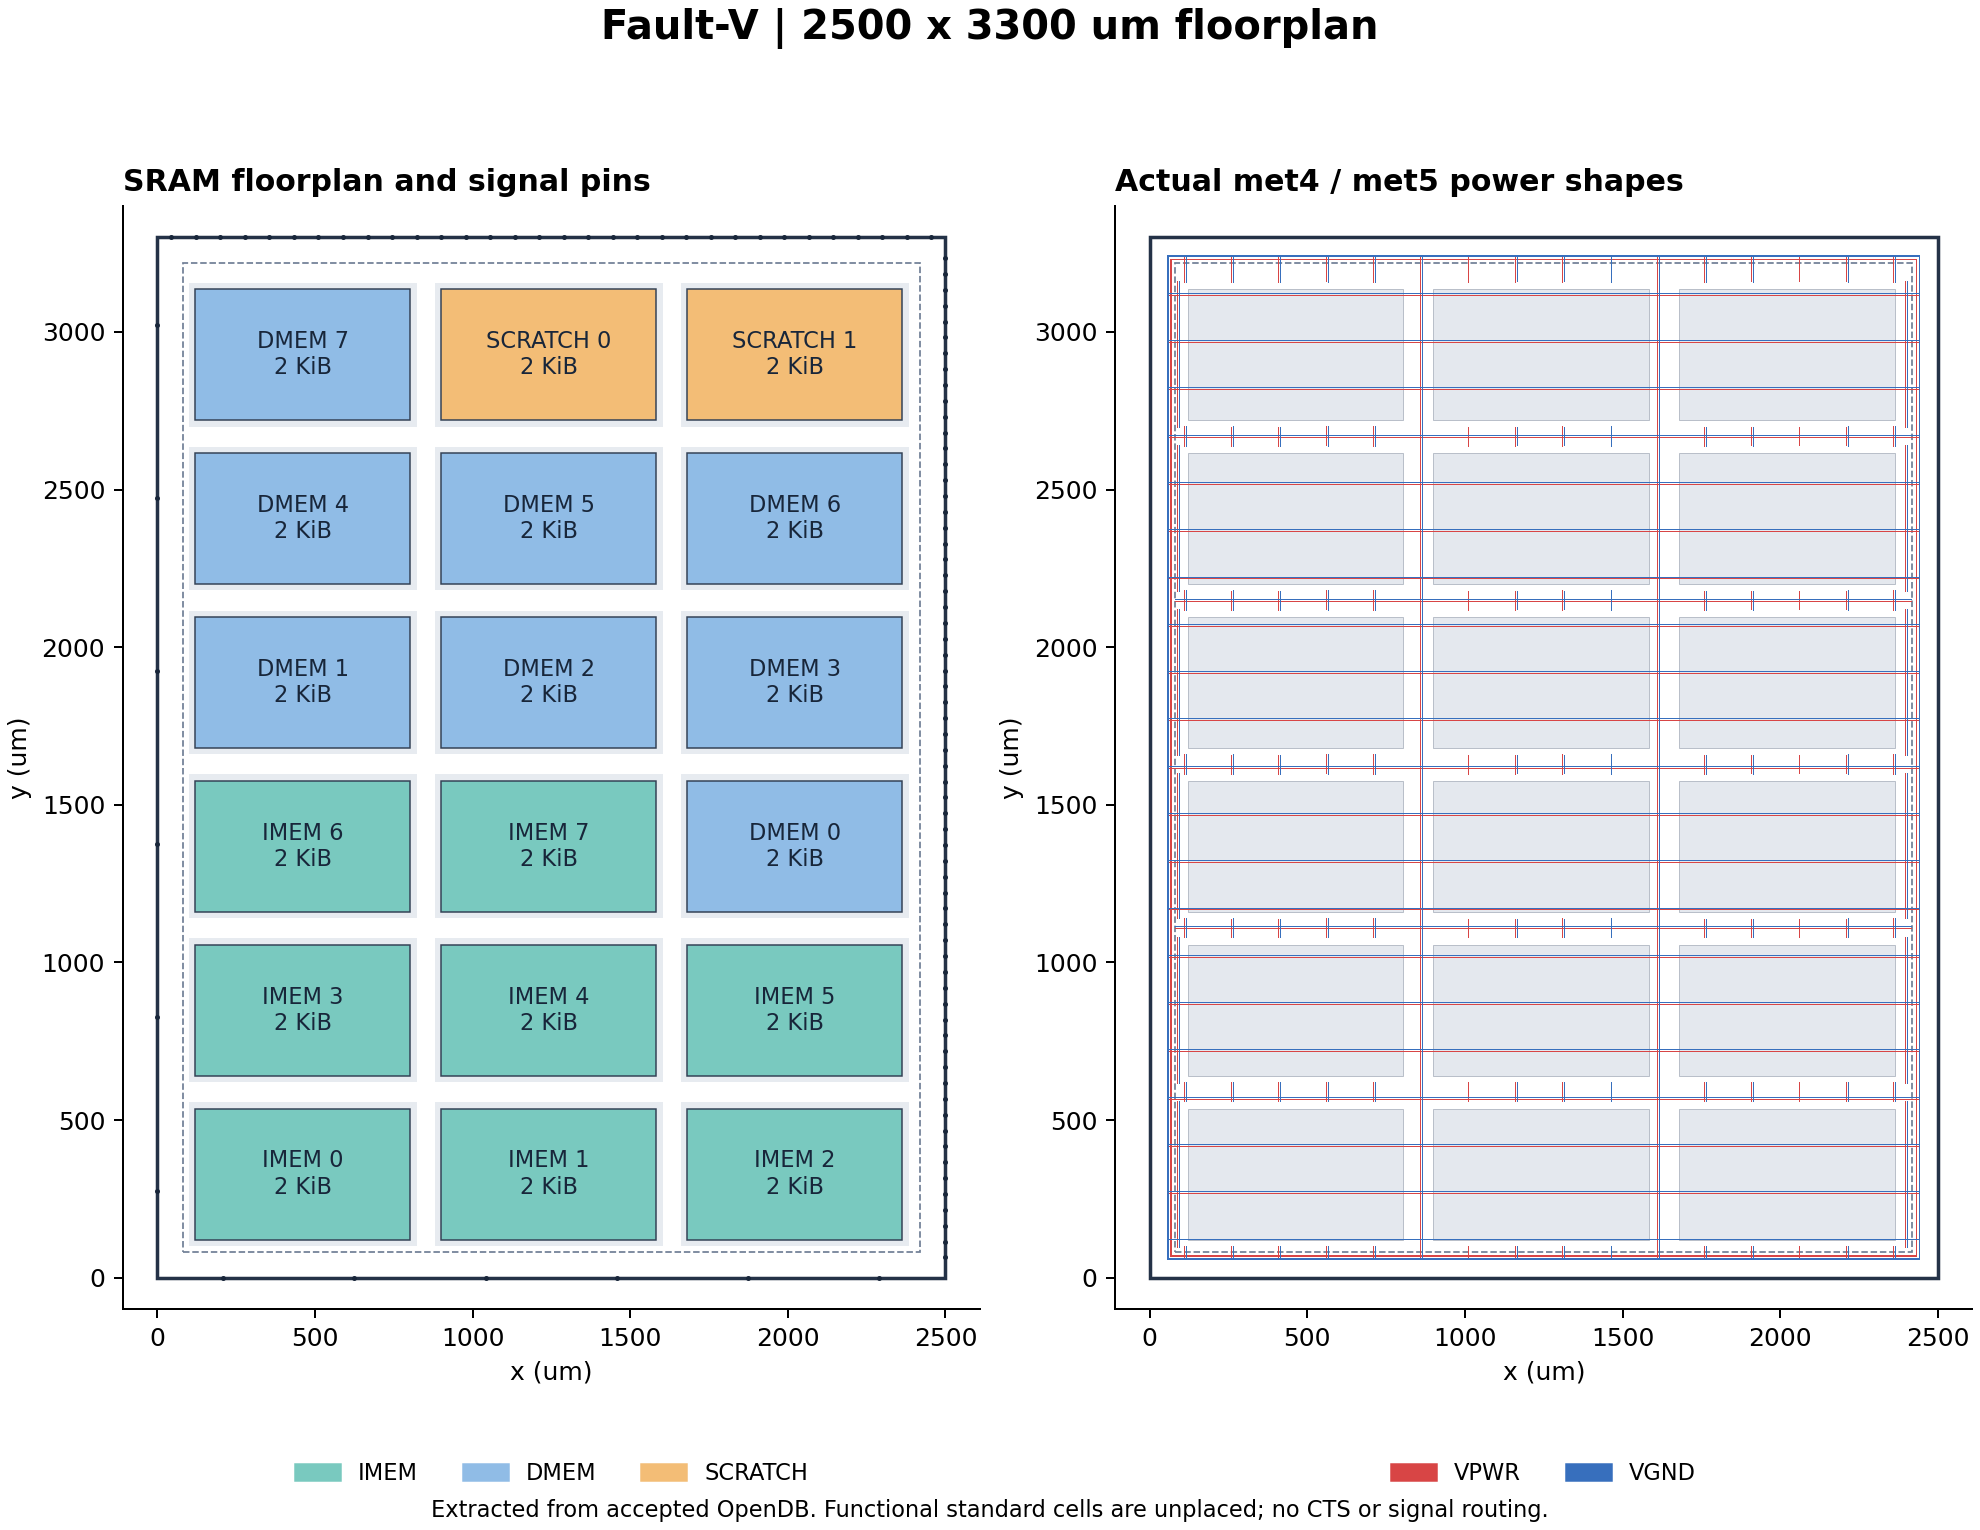 Fault-V | 2500 x 3300 um floorplan
SRAM floorplan and signal pins
y (um)
3000
2500
2000
1500
1000
500
0
DMEM 7
2 KiB
SCRATCH 0
2 KiB
SCRATCH 1
2 KiB
DMEM 4
2 KiB
DMEM 5
2 KiB
DMEM 6
2 KiB
DMEM 1
2 KiB
DMEM 2
2 KiB
DMEM 3
2 KiB
IMEM 6
2 KiB
IMEM 7
2 KiB
DMEM 0
2 KiB
IMEM 3
2 KiB
IMEM 4
2 KiB
IMEM 5
2 KiB
IMEM 0
2 KiB
IMEM 1
2 KiB
IMEM 2
2 KiB
0 500 1000 1500 2000 2500
x (um)
IMEM DMEM SCRATCH
Actual met4 / met5 power shapes
y (um)
3000
2500
2000
1500
1000
500
0
0 500 1000 1500 2000 2500
x (um)
VPWR VGND
Extracted from accepted OpenDB. Functional standard cells are unplaced; no CTS or signal routing.